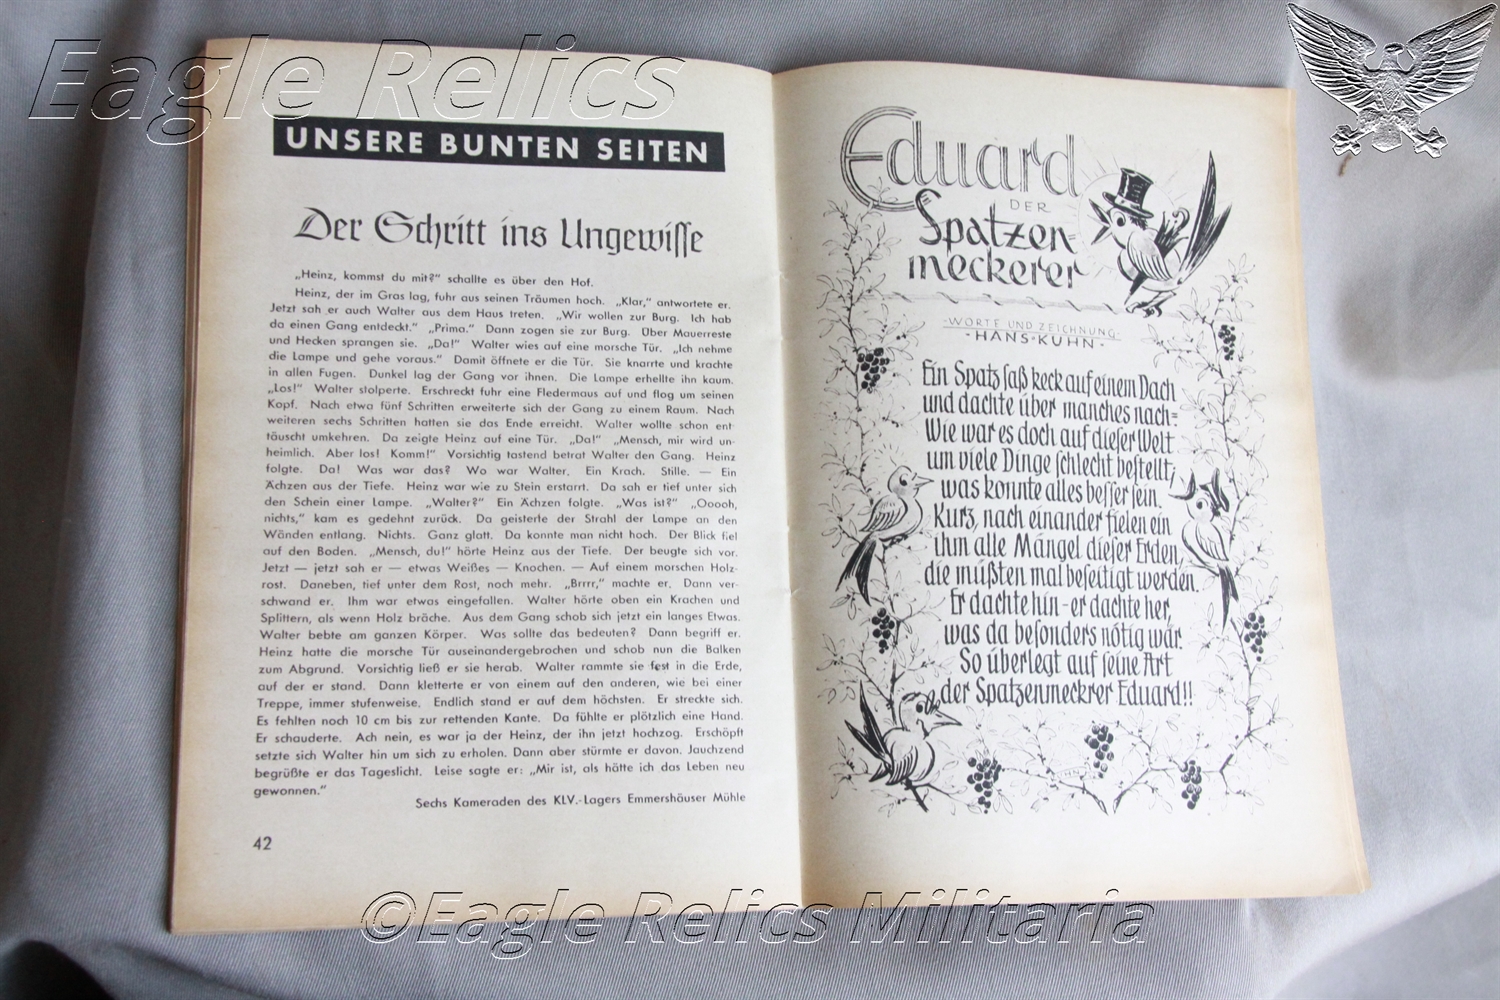 Eagle Relics
UNSERE BUNTEN SEITEN
Der Schritt ins Ungewisse
„Heinz, kommst du mit?“ schallte es über den Hof.
Heinz, der im Gras lag, fuhr aus seinen Träumen hoch. „Klar,“ antwortete er.
Jetzt sah er auch Walter aus dem Haus treten. „Wir wollen zur Burg. Ich hab
da einen Gang entdeckt.“ „Prima.“ Dann zogen sie zur Burg. Über Mauerreste
und Hecken sprangen sie. „Da!“ Walter wies auf eine morsche Tür. „Ich nehme
die Lampe und gehe voraus.“ Damit öffnete er die Tür. Sie knarrte und krachte
in allen Fugen. Dunkel lag der Gang vor ihnen. Die Lampe erhellte ihn kaum.
„Los!“ Walter stolperte. Erschreckt fuhr eine Fledermaus auf und flog um seinen
Kopf. Nach etwa fünf Schritten erweiterte sich der Gang zu einem Raum. Nach
weiteren sechs Schritten hatten sie das Ende erreicht. Walter wollte schon ent
täuscht umkehren. Da zeigte Heinz auf eine Tür. „Da!“ „Mensch, mir wird un-
heimlich. Aber los! Komm!“ Vorsichtig tastend betrat Walter den Gang. Heinz
folgte. Da! Was war das? Wo war Walter. Ein Krach. Stille. — Ein
Ächzen aus der Tiefe. Heinz war wie zu Stein erstarrt. Da sah er tief unter sich
den Schein einer Lampe. „Walter?“ Ein Ächzen folgte. „Was ist?“ „Ooooh,
nichts,“ kam es gedehnt zurück. Da geisterte der Strahl der Lampe an den
Wänden entlang. Nichts. Ganz glatt. Da konnte man nicht hoch. Der Blick fiel
auf den Boden. „Mensch, du!“ hörte Heinz aus der Tiefe. Der beugte sich vor.
Jetzt — jetzt sah er — etwas Weißes — Knochen. — Auf einem morschen Holz-
rost. Daneben, tief unter dem Rost, noch mehr. „Brrrr,“ machte er. Dann ver-
schwand er. Ihm war etwas eingefallen. Walter hörte oben ein Krachen und
Splittern, als wenn Holz bräche. Aus dem Gang schob sich jetzt ein langes Etwas.
Walter bebte am ganzen Körper. Was sollte das bedeuten? Dann begriff er.
Heinz hatte die morsche Tür auseinandergebrochen und schob nun die Balken
zum Abgrund. Vorsichtig ließ er sie herab. Walter rammte sie fest in die Erde,
auf der er stand. Dann kletterte er von einem auf den anderen, wie bei einer
Treppe, immer stufenweise. Endlich stand er auf dem höchsten. Er streckte sich.
Es fehlten noch 10 cm bis zur rettenden Kante. Da fühlte er plötzlich eine Hand.
Er schauderte. Ach nein, es war ja der Heinz, der ihn jetzt hochzog. Erschöpft
setzte sich Walter hin um sich zu erholen. Dann aber stürmte er davon. Jauchzend
begrüßte er das Tageslicht. Leise sagte er: „Mir ist, als hätte ich das Leben neu
gewonnen.“
Sechs Kameraden des KLV.-Lagers Emmershäuser Mühle
42
Eduard
DER
Spatzen-
meckerer
-WORTE UND ZEICHNUNG-
-HANS-KUHN-
Ein Spatz saß keck auf einem Dach
und dachte über manches nach=
Wie war es doch auf dieser Welt
um viele Dinge schlecht bestellt;
was konnte alles besser sein.
Kurz, nach einander fielen ein
ihm alle Mängel dieser Erden,
die müßten mal beseitigt werden.
Er dachte hin-er dachte her,
was da besonders nötig wär.
So überlegt auf seine Art
der Spatzenmeckrer Eduard!!
©Eagle Relics Militaria